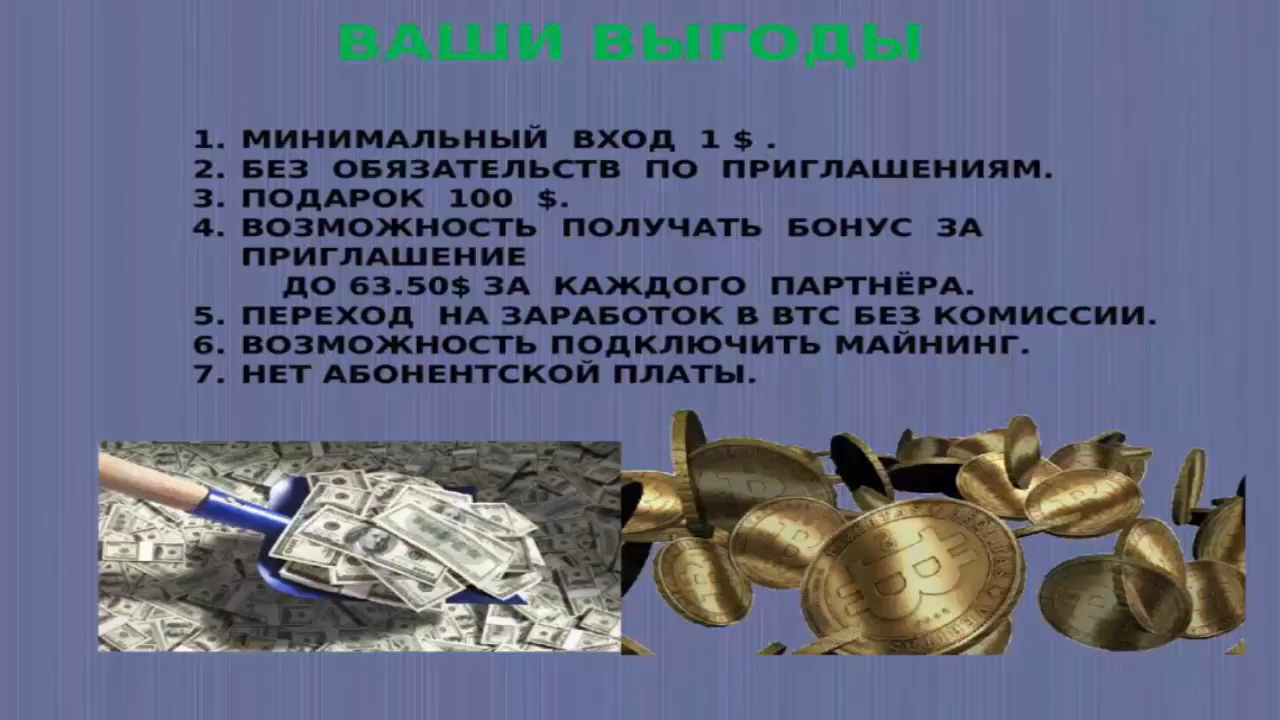 ВАШИ ВЫГОДЫ
1. МИНИМАЛЬНЫЙ ВХОД 1 $ .
2. БЕЗ ОБЯЗАТЕЛЬСТВ ПО ПРИГЛАШЕНИЯМ.
3. ПОДАРОК 100 $.
4. ВОЗМОЖНОСТЬ ПОЛУЧАТЬ БОНУС ЗА
ПРИГЛАШЕНИЕ
ДО 63.50$ ЗА КАЖДОГО ПАРТНЁРА.
5. ПЕРЕХОД НА ЗАРАБОТОК В BTC БЕЗ КОМИССИИ.
6. ВОЗМОЖНОСТЬ ПОДКЛЮЧИТЬ МАЙНИНГ.
7. НЕТ АБОНЕНТСКОЙ ПЛАТЫ.